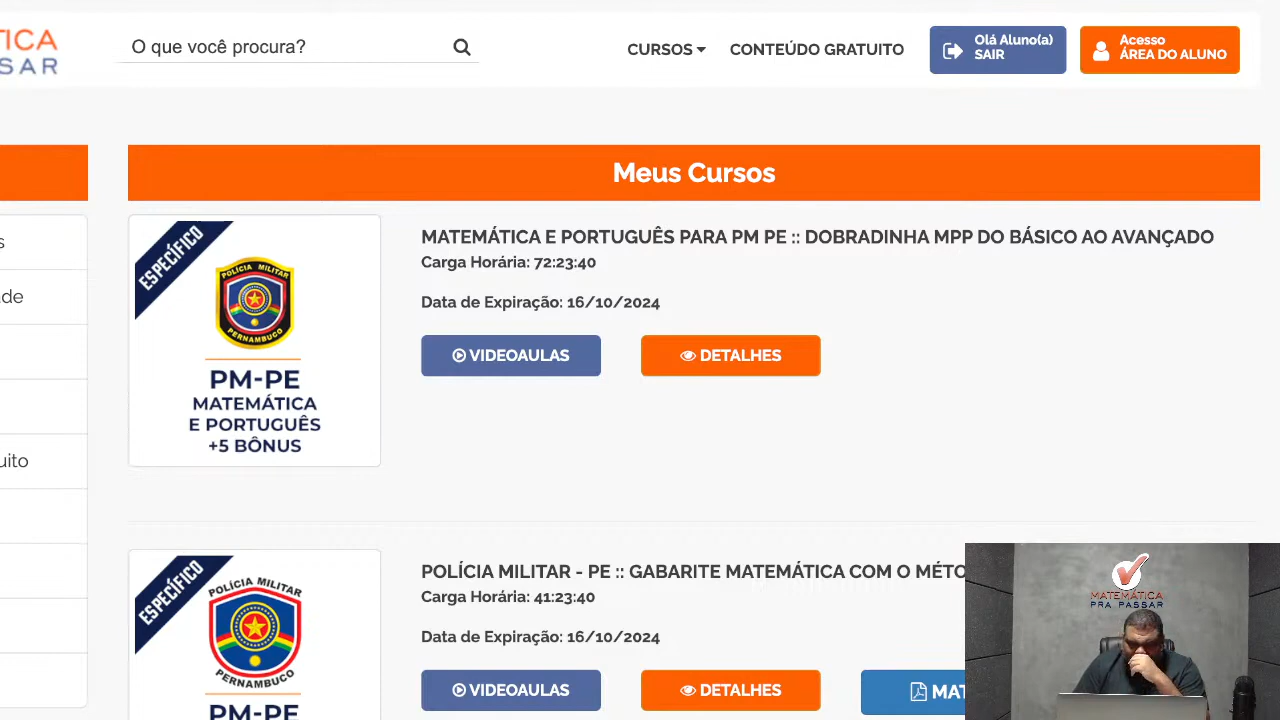 TICA
SSAR
O que você procura?
CURSOS
CONTEÚDO GRATUITO
Olá Aluno(a)
SAIR
Acesso
ÁREA DO ALUNO
Meus Cursos
s
de
uito
ESPECÍFICO
POLÍCIA MILITAR
PERNAMBUCO
PM-PE
MATEMÁTICA
E PORTUGUÊS
+5 BÔNUS
MATEMÁTICA E PORTUGUÊS PARA PM PE :: DOBRADINHA MPP DO BÁSICO AO AVANÇADO
Carga Horária: 72:23:40
Data de Expiração: 16/10/2024
VIDEOAULAS
DETALHES
ESPECÍFICO
POLÍCIA MILITAR
PERNAMBUCO
PM-PE
POLÍCIA MILITAR - PE :: GABARITE MATEMÁTICA COM O MÉTO
Carga Horária: 41:23:40
Data de Expiração: 16/10/2024
VIDEOAULAS
DETALHES
MAT
MATEMÁTICA
PRA PASSAR